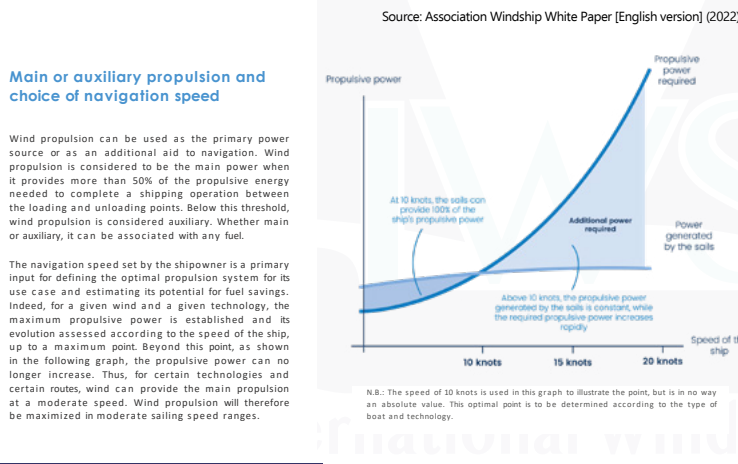 Source: Association Windship White Paper [English version] (2022)
Main or auxiliary propulsion and
choice of navigation speed
Wind propulsion can be used as the primary power
source or as an additional aid to navigation. Wind
propulsion is considered to be the main power when
it provides more than 50% of the propulsive energy
needed to complete a shipping operation between
the loading and unloading points. Below this threshold,
wind propulsion is considered auxiliary. Whether main
or auxiliary, it can be associated with any fuel.
The navigation speed set by the shipowner is a primary
input for defining the optimal propulsion system for its
use case and estimating its potential for fuel savings.
Indeed, for a given wind and a given technology, the
maximum propulsive power is established and its
evolution assessed according to the speed of the ship,
up to a maximum point. Beyond this point, as shown
in the following graph, the propulsive power can no
longer increase. Thus, for certain technologies and
certain routes, wind can provide the main propulsion
at a moderate speed. Wind propulsion will therefore
be maximized in moderate sailing speed ranges.
Propulsive power
Propulsive
power
required
At 10 knots, the sails can
provide 100% of the
ship's propulsive power
Additional power
required
Power
generated
by the sails
Above 10 knots, the propulsive power
generated by the sails is constant, while
the required propulsive power increases
rapidly
Speed of th
ship
10 knots
15 knots
20 knots
N.B.: The speed of 10 knots is used in this graph to illustrate the point, but is in no way
an absolute value. This optimal point is to be determined according to the type of
boat and technology.